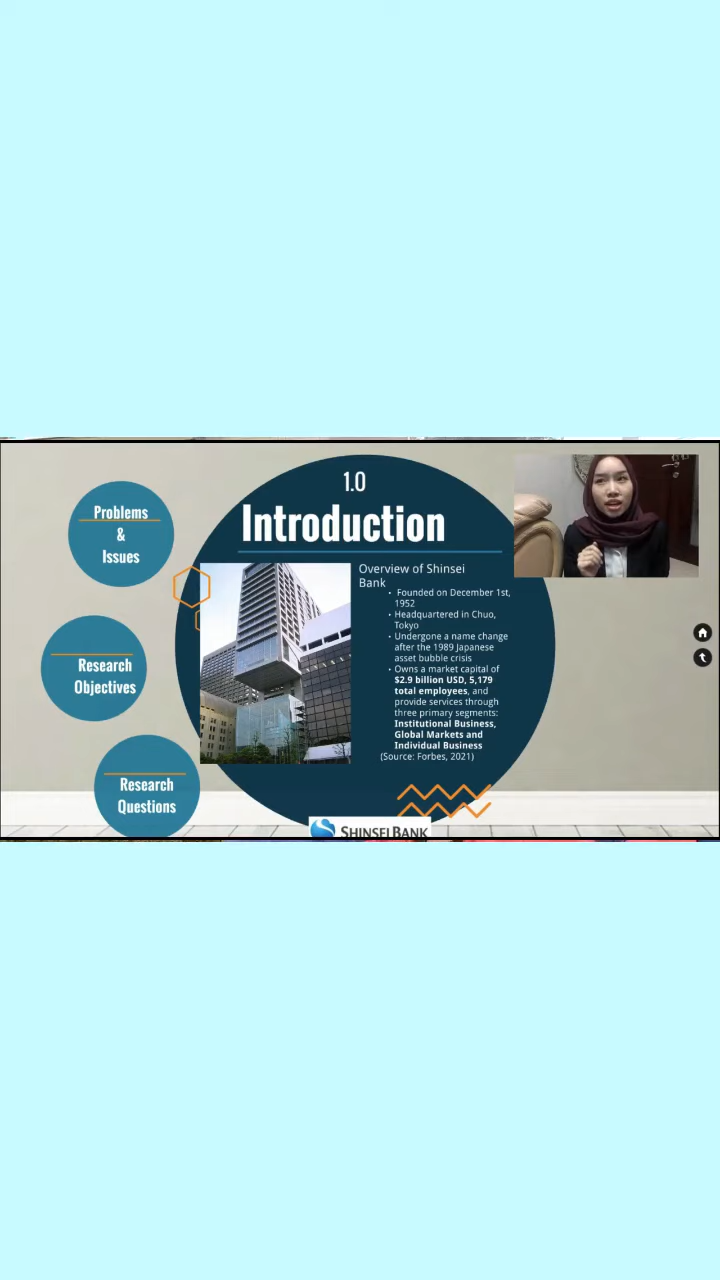 1.0
Introduction
Problems
&
Issues
Research
Objectives
Research
Questions
Overview of Shinsei
Bank
• Founded on December 1st,
1952
• Headquartered in Chuo,
Tokyo
• Undergone a name change
after the 1989 Japanese
asset bubble crisis
• Owns a market capital of
$2.9 billion USD, 5,179
total employees, and
provide services through
three primary segments:
Institutional Business,
Global Markets and
Individual Business
(Source: Forbes, 2021)
SHINSEI BANK